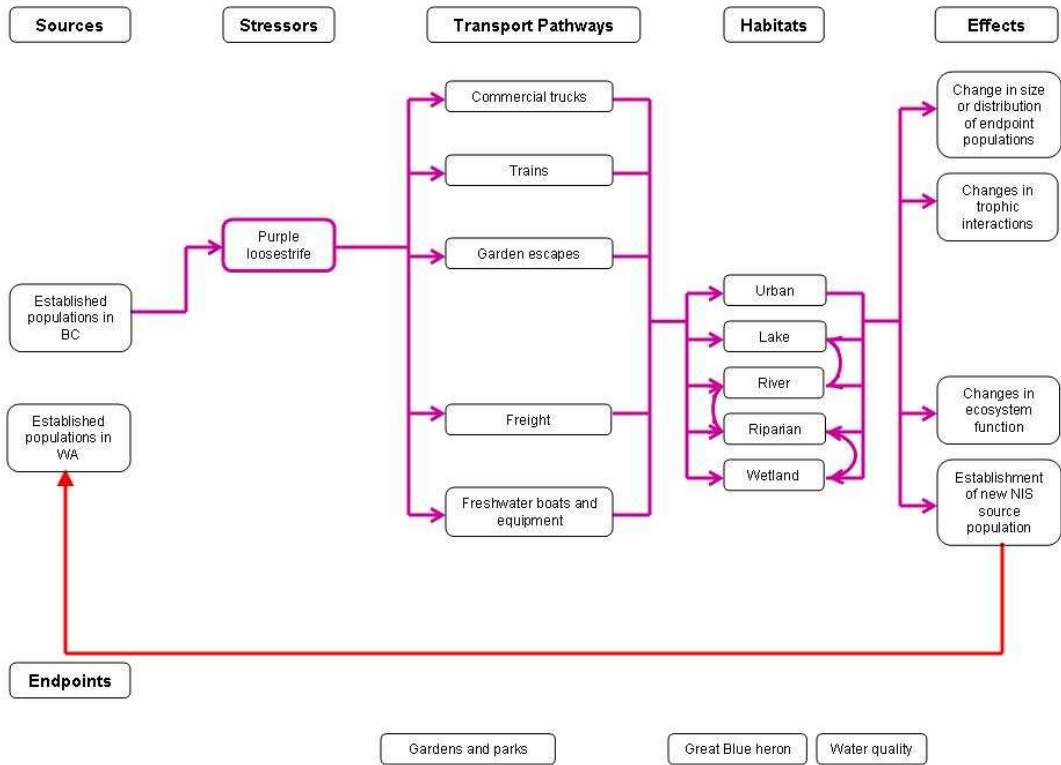 Sources
Stressors
Transport Pathways
Habitats
Effects
Commercial trucks
Trains
Garden escapes
Freight
Freshwater boats and
equipment
Purple
loosestrife
Established
populations in
BC
Established
populations in
WA
Urban
Lake
River
Riparian
Wetland
Change in size
or distribution
of endpoint
populations
Changes in
trophic
interactions
Changes in
ecosystem
function
Establishment
of new NIS
source
population
Endpoints
Gardens and parks
Great Blue heron
Water quality